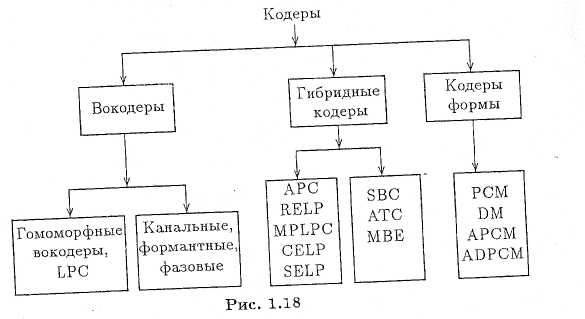 Кодеры
Вокодеры
Гибридные
кодеры
Кодеры
формы
Гомоморфные
вокодеры,
LPC
Канальные,
формантные,
фазовые
APC
RELP
MPLPC
CELP
SELP
SBC
ATC
MBE
PCM
DM
APCM
ADPCM
Рис. 1.18